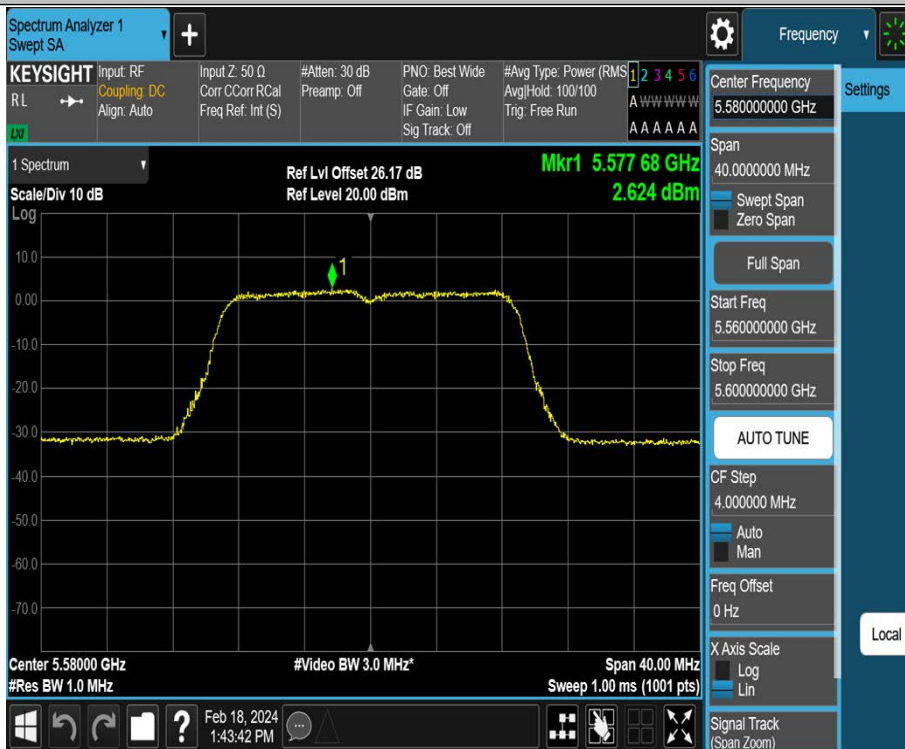 Spectrum Analyzer 1
Swept SA
+
Frequency
KEYSIGHT
RL
LXI
Input: RF
Coupling: DC
Align: Auto
Input Z: 50 Ω
Corr CCorr RCal
Freq Ref: Int (S)
#Atten: 30 dB
Preamp: Off
PNO: Best Wide
Gate: Off
IF Gain: Low
Sig Track: Off
#Avg Type: Power (RMS
Avg|Hold: 100/100
Trig: Free Run
1 2 3 4 5 6
A W W W W W
A A A A A A
1 Spectrum
Scale/Div 10 dB
Log
Ref Lvl Offset 26.17 dB
Ref Level 20.00 dBm
Mkr1 5.577 68 GHz
2.624 dBm
1
10.0
0.00
-10.0
-20.0
-30.0
-40.0
-50.0
-60.0
-70.0
Center 5.58000 GHz
#Res BW 1.0 MHz
#Video BW 3.0 MHz*
Span 40.00 MHz
Sweep 1.00 ms (1001 pts)
?
Feb 18, 2024
1:43:42 PM
Center Frequency
5.580000000 GHz
Span
40.0000000 MHz
Swept Span
Zero Span
Full Span
Start Freq
5.560000000 GHz
Stop Freq
5.600000000 GHz
AUTO TUNE
CF Step
4.000000 MHz
Auto
Man
Freq Offset
0 Hz
X Axis Scale
Log
Lin
Signal Track
(Span Zoom)
Settings
Local